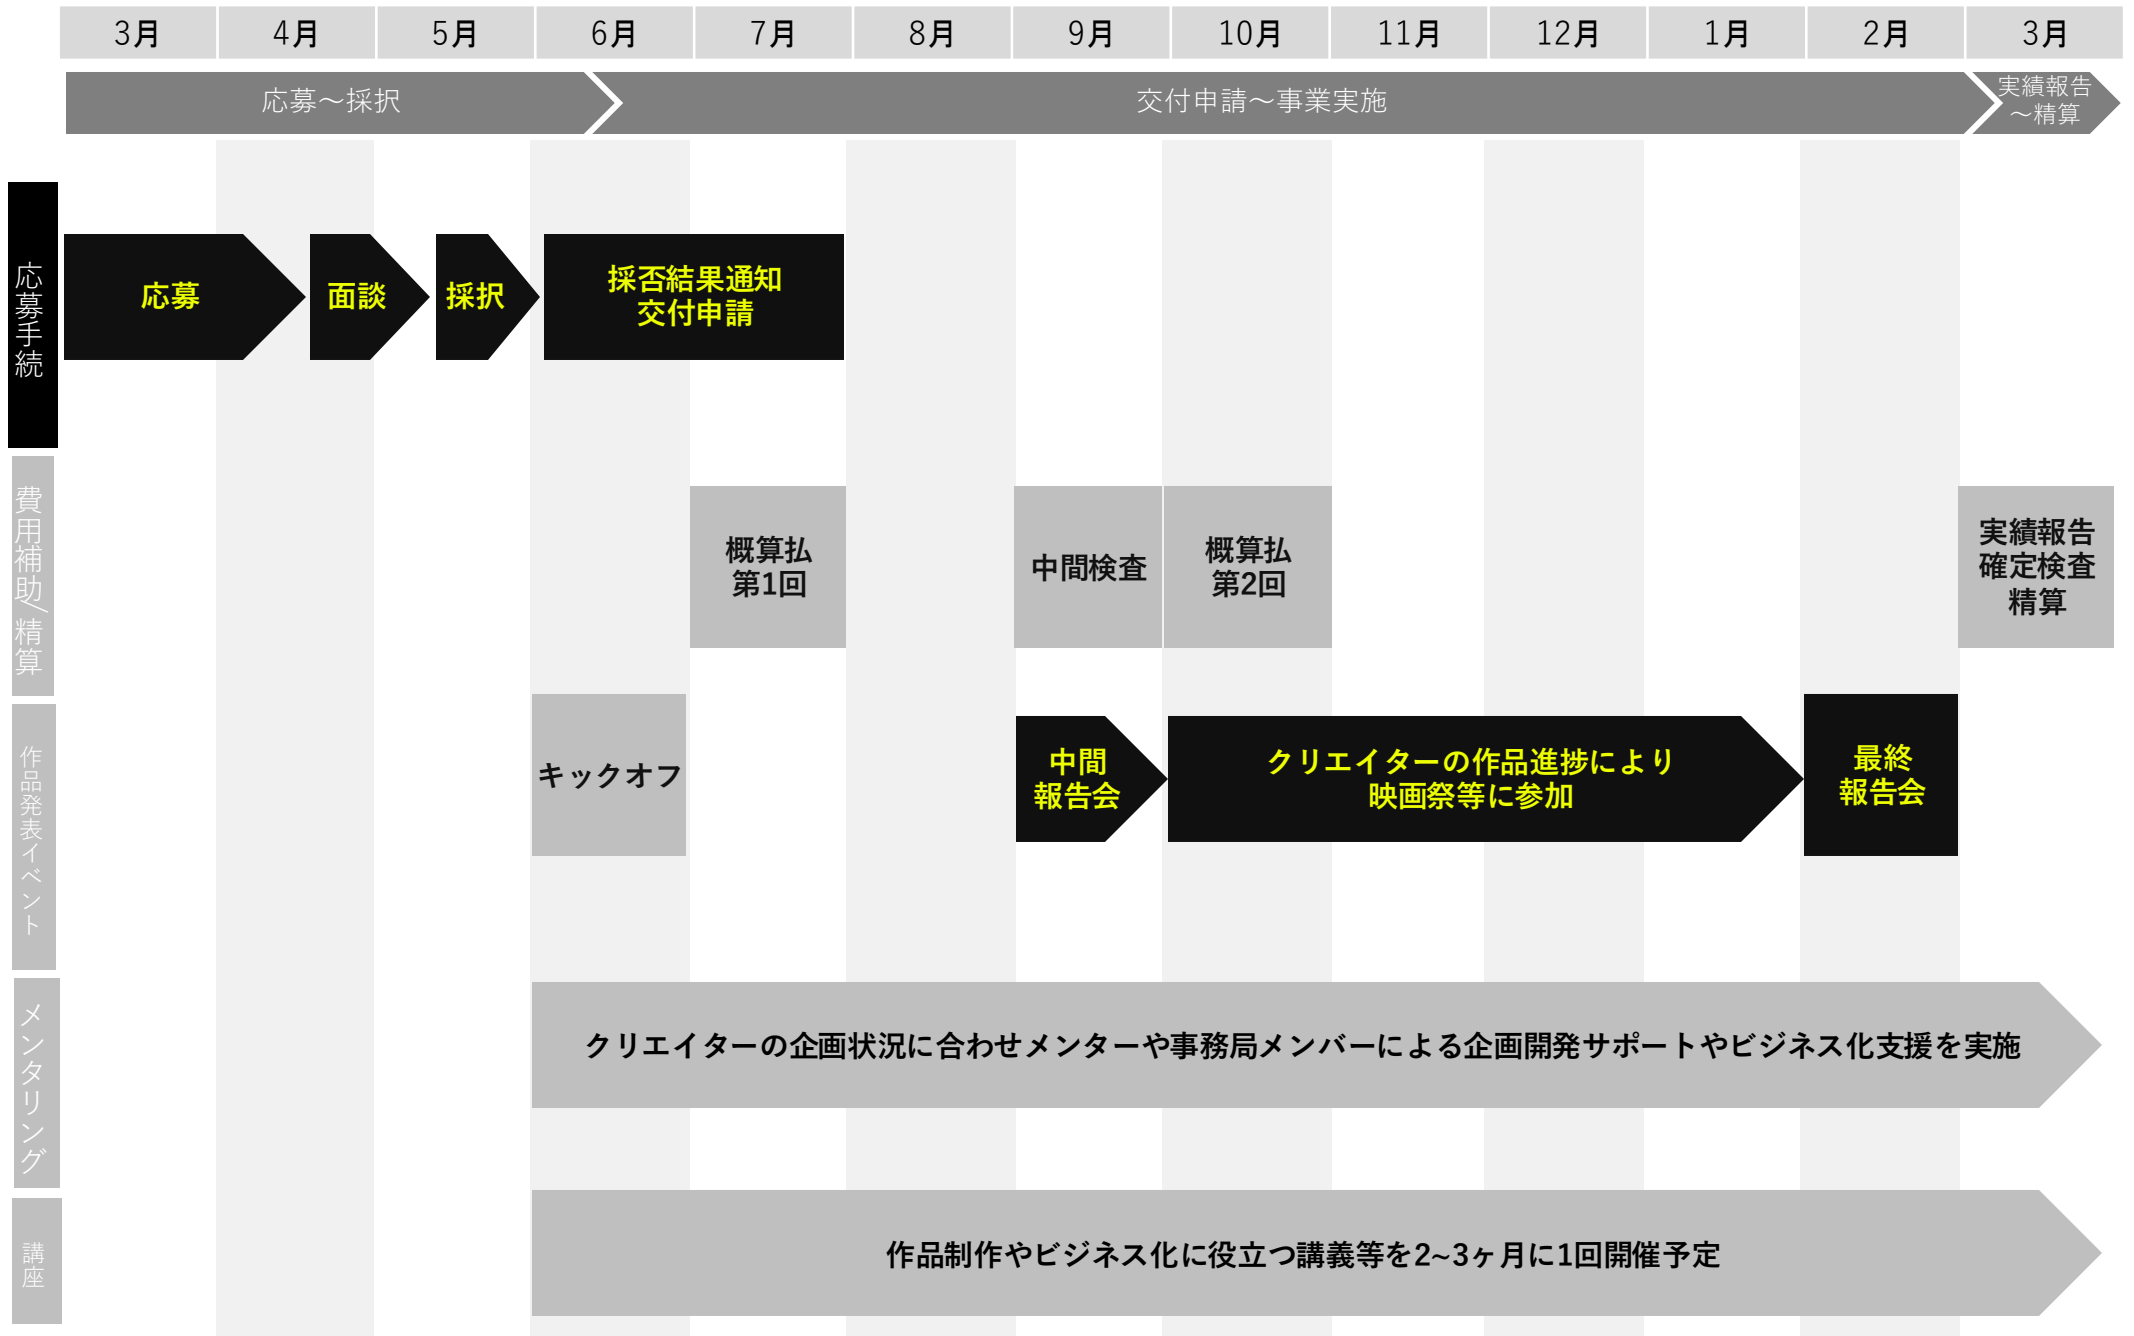 3月 4月 5月 6月 7月 8月 9月 10月 11月 12月 1月 2月 3月
応募～採択
交付申請～事業実施
実績報告
～精算
応募手続
応募
面談
採択
採否結果通知
交付申請
費用補助/精算
概算払
第1回
中間検査
概算払
第2回
実績報告
確定検査
精算
作品発表イベント
キックオフ
中間
報告会
クリエイターの作品進捗により
映画祭等に参加
最終
報告会
メンタリング
クリエイターの企画状況に合わせメンターや事務局メンバーによる企画開発サポートやビジネス化支援を実施
講座
作品制作やビジネス化に役立つ講義等を2~3ヶ月に1回開催予定